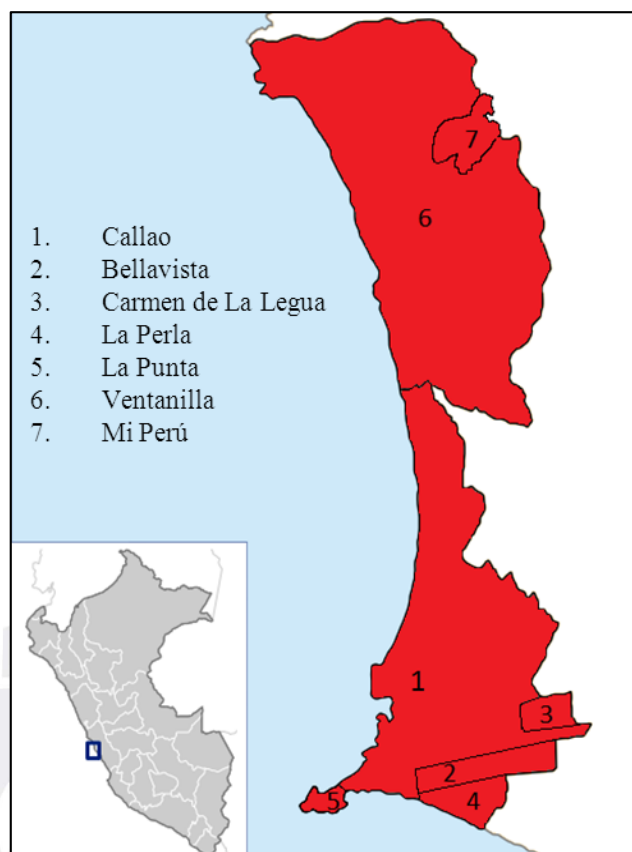 7
6
1. Callao
2. Bellavista
3. Carmen de La Legua
4. La Perla
5. La Punta
6. Ventanilla
7. Mi Perú
1
3
2
4
5